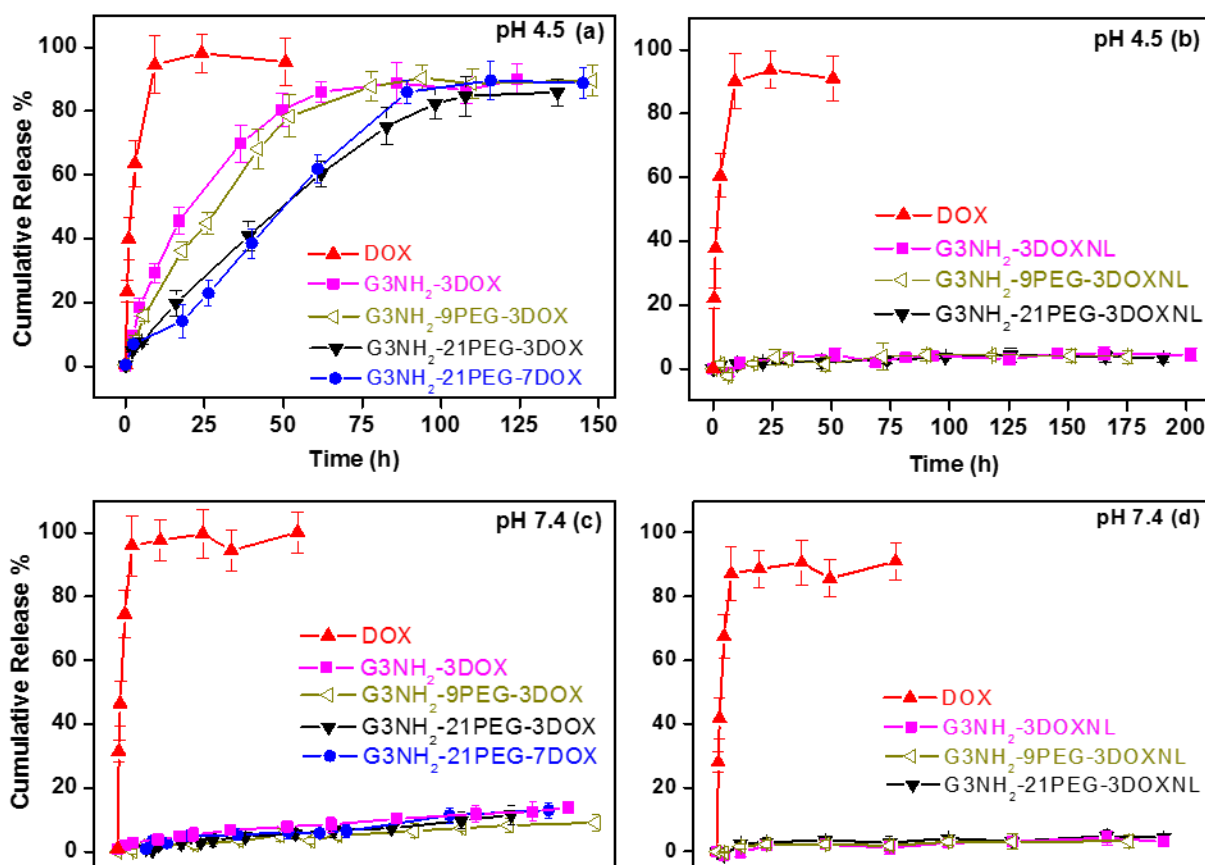 pH 4.5 (a)
Cumulative Release %
100
80
60
40
20
0
DOX
G3NH2-3DOX
G3NH2-9PEG-3DOX
G3NH2-21PEG-3DOX
G3NH2-21PEG-7DOX
0 25 50 75 100 125 150
Time (h)
pH 4.5 (b)
100
80
60
40
20
0
DOX
G3NH2-3DOXNL
G3NH2-9PEG-3DOXNL
G3NH2-21PEG-3DOXNL
0 25 50 75 100 125 150 175 200
Time (h)
pH 7.4 (c)
Cumulative Release %
100
80
60
40
20
0
DOX
G3NH2-3DOX
G3NH2-9PEG-3DOX
G3NH2-21PEG-3DOX
G3NH2-21PEG-7DOX
pH 7.4 (d)
100
80
60
40
20
0
DOX
G3NH2-3DOXNL
G3NH2-9PEG-3DOXNL
G3NH2-21PEG-3DOXNL